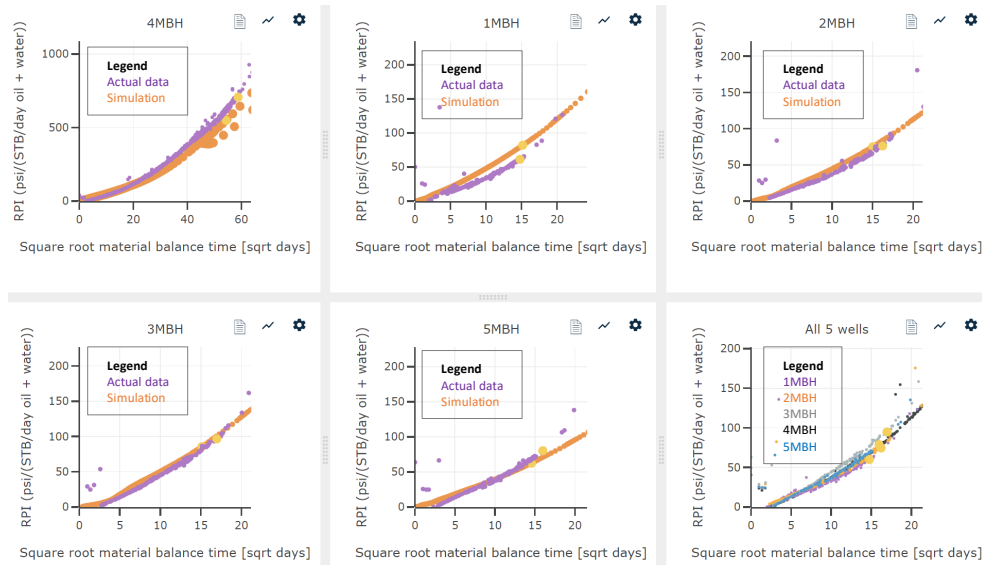 4MBH
RPI (psi/(STB/day oil + water))
1000
500
0
Legend
Actual data
Simulation
0
20
40
60
Square root material balance time [sqrt days]
1MBH
RPI (psi/(STB/day oil + water))
200
150
100
50
0
Legend
Actual data
Simulation
0
5
10
15
20
Square root material balance time [sqrt days]
2MBH
RPI (psi/(STB/day oil + water))
200
150
100
50
0
Legend
Actual data
Simulation
0
5
10
15
20
Square root material balance time [sqrt days]
3MBH
RPI (psi/(STB/day oil + water))
200
150
100
50
0
Legend
Actual data
Simulation
0
5
10
15
20
Square root material balance time [sqrt days]
5MBH
RPI (psi/(STB/day oil + water))
200
150
100
50
0
Legend
Actual data
Simulation
0
5
10
15
20
Square root material balance time [sqrt days]
All 5 wells
RPI (psi/(STB/day oil + water))
200
150
100
50
0
Legend
1MBH
2MBH
3MBH
4MBH
5MBH
0
5
10
15
20
Square root material balance time [sqrt days]